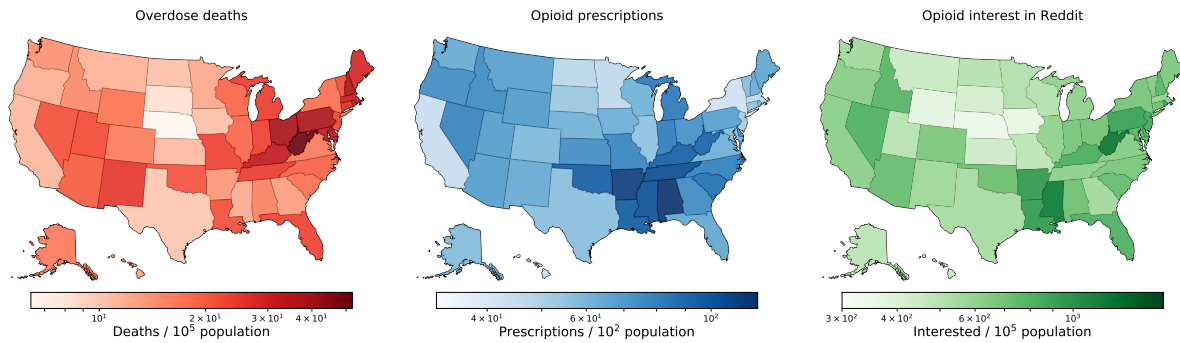 Overdose deaths
10¹ 2 × 10¹ 3 × 10¹ 4 × 10¹
Deaths / 10⁵ population
Opioid prescriptions
4 × 10¹ 6 × 10¹ 10²
Prescriptions / 10² population
Opioid interest in Reddit
3 × 10² 4 × 10² 6 × 10² 10³
Interested / 10⁵ population